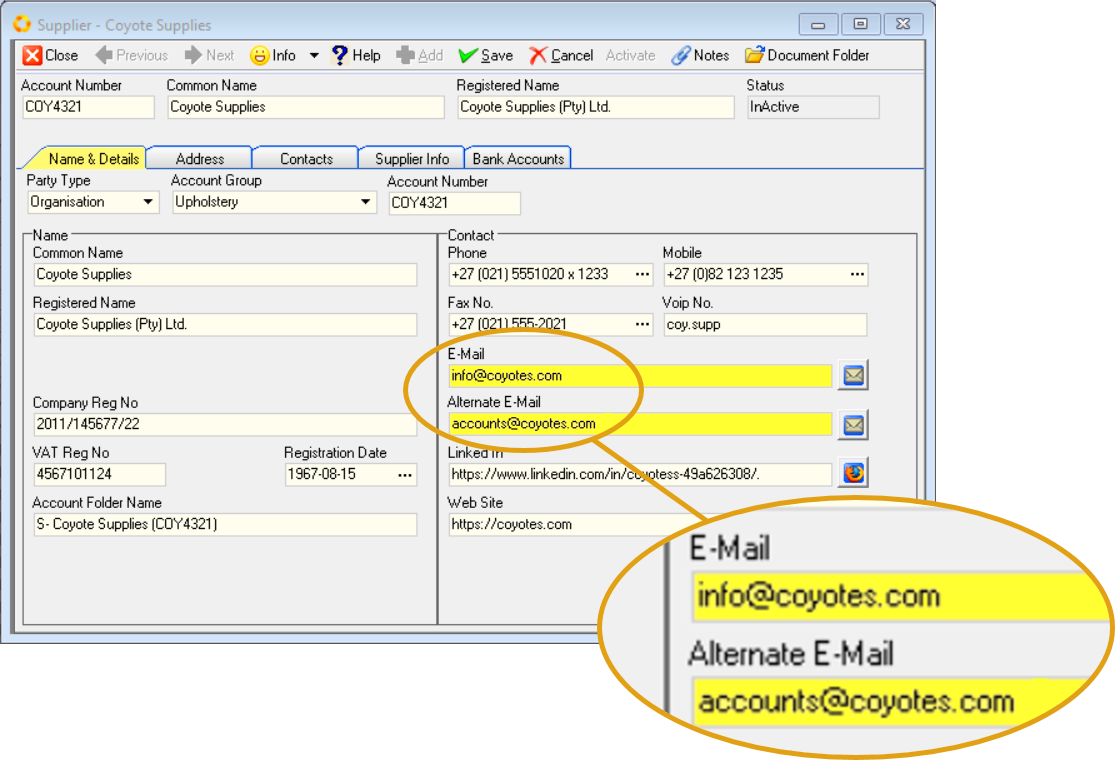 Supplier - Coyote Supplies
Close Previous Next Info Help Add Save Cancel Activate Notes Document Folder
Account Number Common Name Registered Name Status
COY4321 Coyote Supplies Coyote Supplies (Pty) Ltd. InActive
Name & Details Address Contacts Supplier Info Bank Accounts
Party Type Account Group Account Number
Organisation Upholstery COY4321
Name
Common Name
Coyote Supplies
Registered Name
Coyote Supplies (Pty) Ltd.
Company Reg No
2011/145677/22
VAT Reg No Registration Date
4567101124 1967-08-15 ...
Account Folder Name
S- Coyote Supplies (COY4321)
Contact
Phone Mobile
+27 (021) 5551020 x 1233 ... +27 (0)82 123 1235 ...
Fax No. Voip No.
+27 (021) 555-2021 ... coy.supp
E-Mail
info@coyotes.com
Alternate E-Mail
accounts@coyotes.com
Linked In
https://www.linkedin.com/in/coyotess-49a626308/.
Web Site
https://coyotes.com
E-Mail
info@coyotes.com
Alternate E-Mail
accounts@coyotes.com